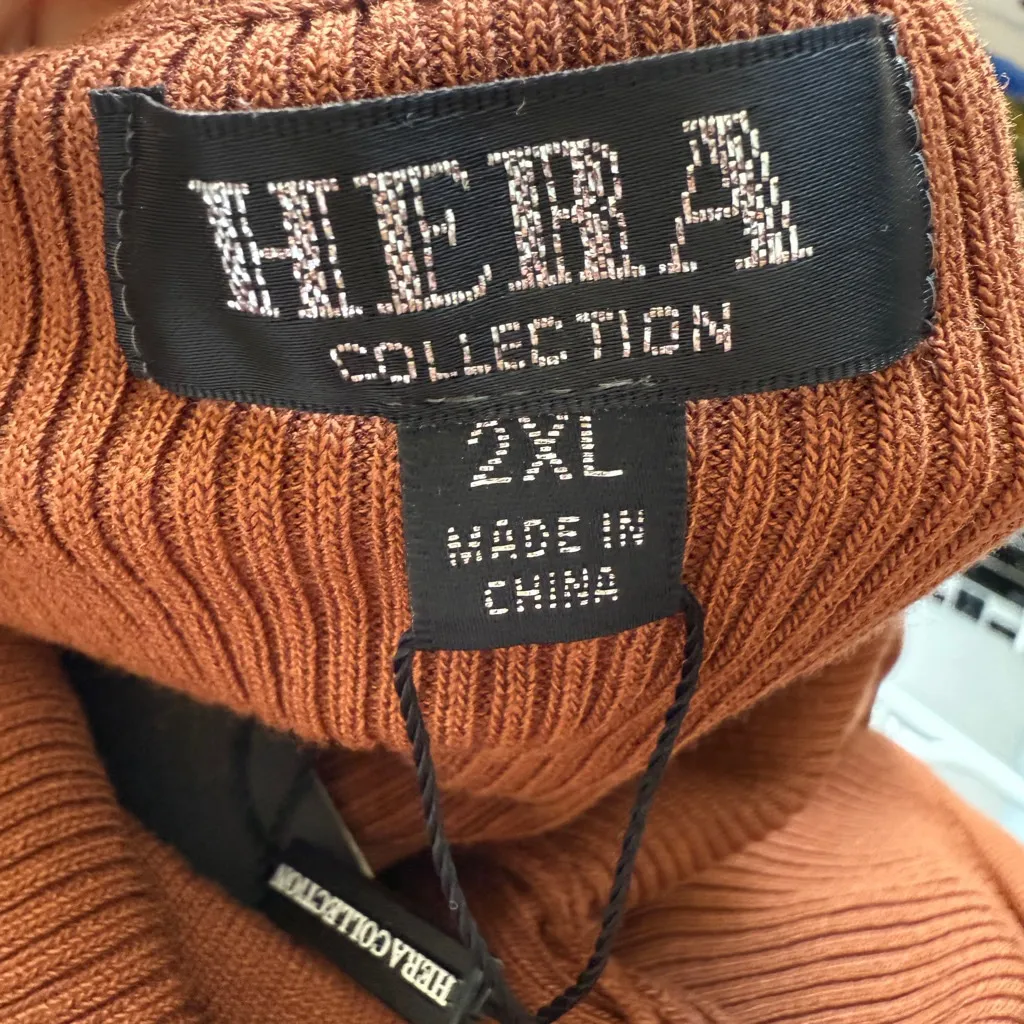 HERA
COLLECTION
2XL
MADE IN
CHINA
HERA COLLECTION